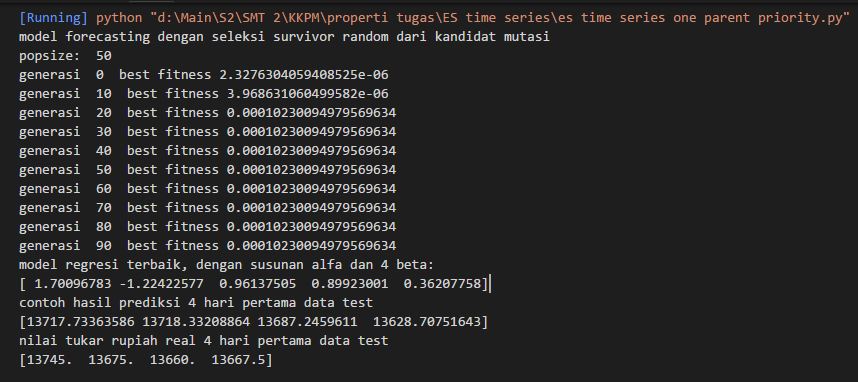 [Running] python "d:\Main\S2\SMT 2\KKPM\properti tugas\ES time series\es time series one parent priority.py"
model forecasting dengan seleksi survivor random dari kandidat mutasi
popsize:  50
generasi  0  best fitness 2.3276304059408525e-06
generasi  10  best fitness 3.968631060499582e-06
generasi  20  best fitness 0.00010230094979569634
generasi  30  best fitness 0.00010230094979569634
generasi  40  best fitness 0.00010230094979569634
generasi  50  best fitness 0.00010230094979569634
generasi  60  best fitness 0.00010230094979569634
generasi  70  best fitness 0.00010230094979569634
generasi  80  best fitness 0.00010230094979569634
generasi  90  best fitness 0.00010230094979569634
model regresi terbaik, dengan susunan alfa dan 4 beta:
[ 1.70096783 -1.22422577  0.96137505  0.89923001  0.36207758]
contoh hasil prediksi 4 hari pertama data test
[13717.73363586 13718.33208864 13687.2459611  13628.70751643]
nilai tukar rupiah real 4 hari pertama data test
[13745.  13675.  13660.  13667.5]